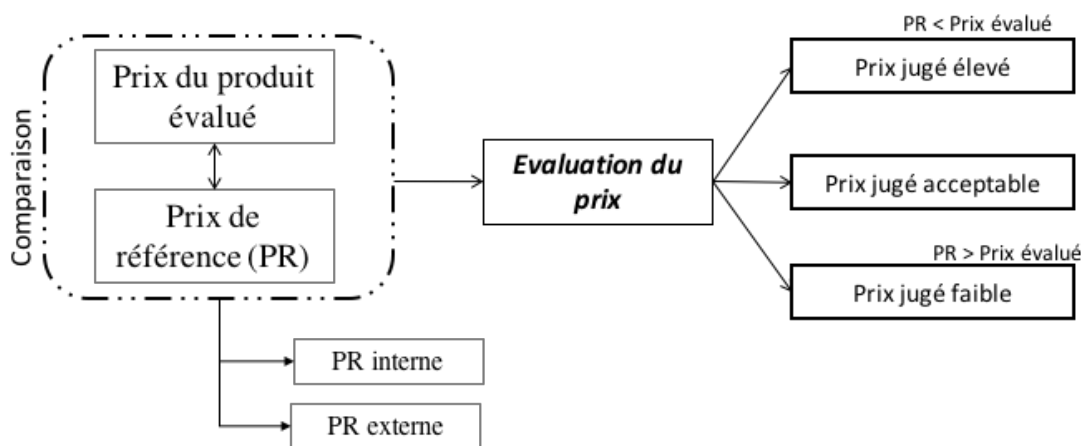 Comparaison
Prix du produit
évalué
Prix de
référence (PR)
PR interne
PR externe
Evaluation du
prix
PR < Prix évalué
Prix jugé élevé
Prix jugé acceptable
PR > Prix évalué
Prix jugé faible